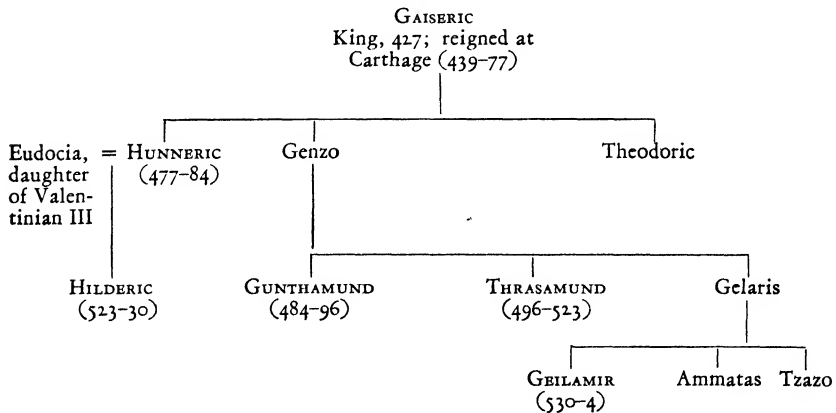 GAISERIC
King, 427; reigned at
Carthage (439–77)
Eudocia, = HUNNERIC Genzo Theodoric
daughter (477–84)
of Valen-
tinian III
HILDERIC GUNTHAMUND THRASAMUND Gelaris
(523–30) (484–96) (496–523)
GEILAMIR Ammatas Tzazo
(530–4)